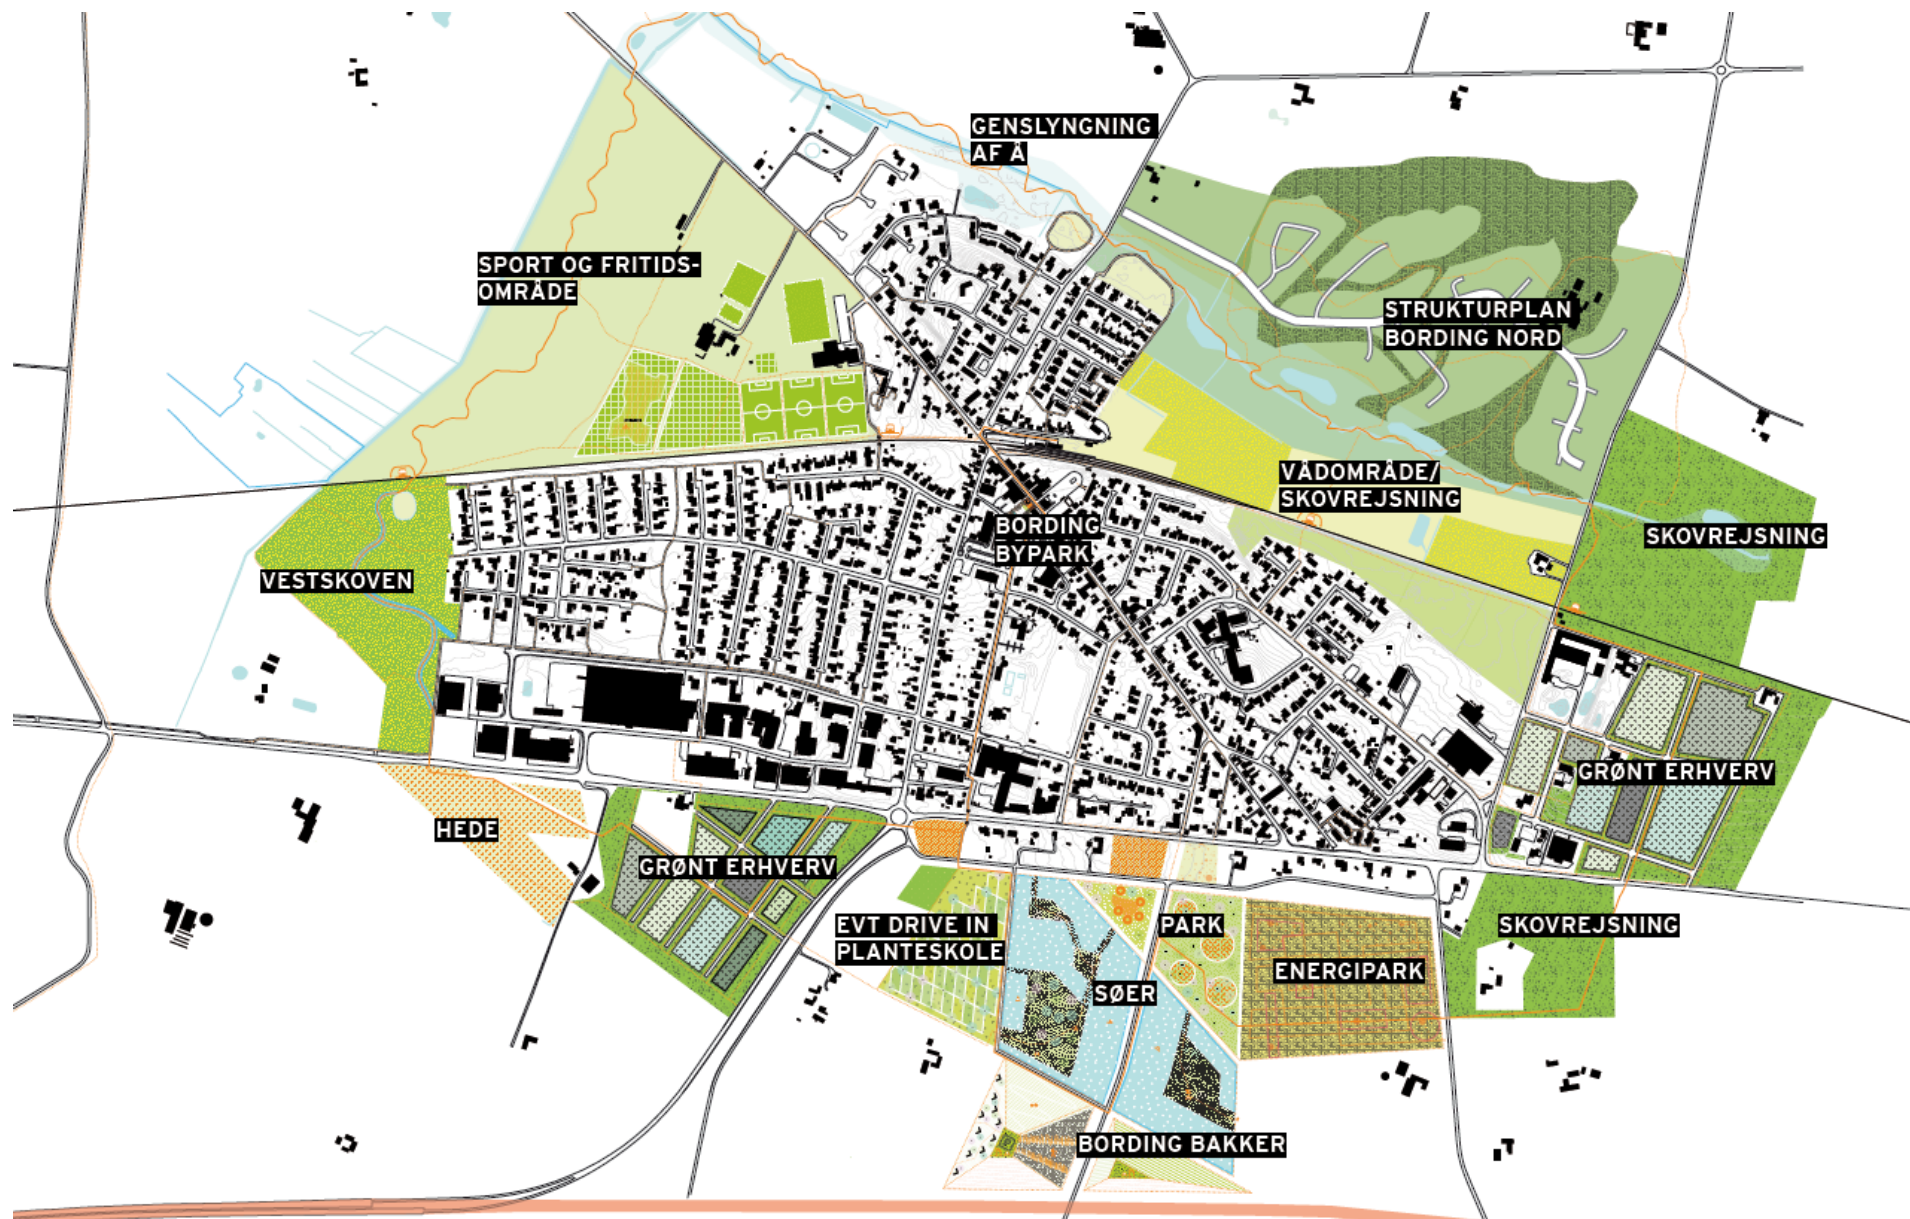 GENSLYNGNING
AF Å
SPORT OG FRITIDS-
OMRÅDE
STRUKTURPLAN
BORDING NORD
VÅDOMRÅDE/
SKOVREJSNING
SKOVREJSNING
BORDING
BYPARK
VESTSKOVEN
GRØNT ERHVERV
HEDE
GRØNT ERHVERV
EVT DRIVE IN
PLANTESKOLE
PARK
SKOVREJSNING
ENERGIPARK
SØER
BORDING BAKKER